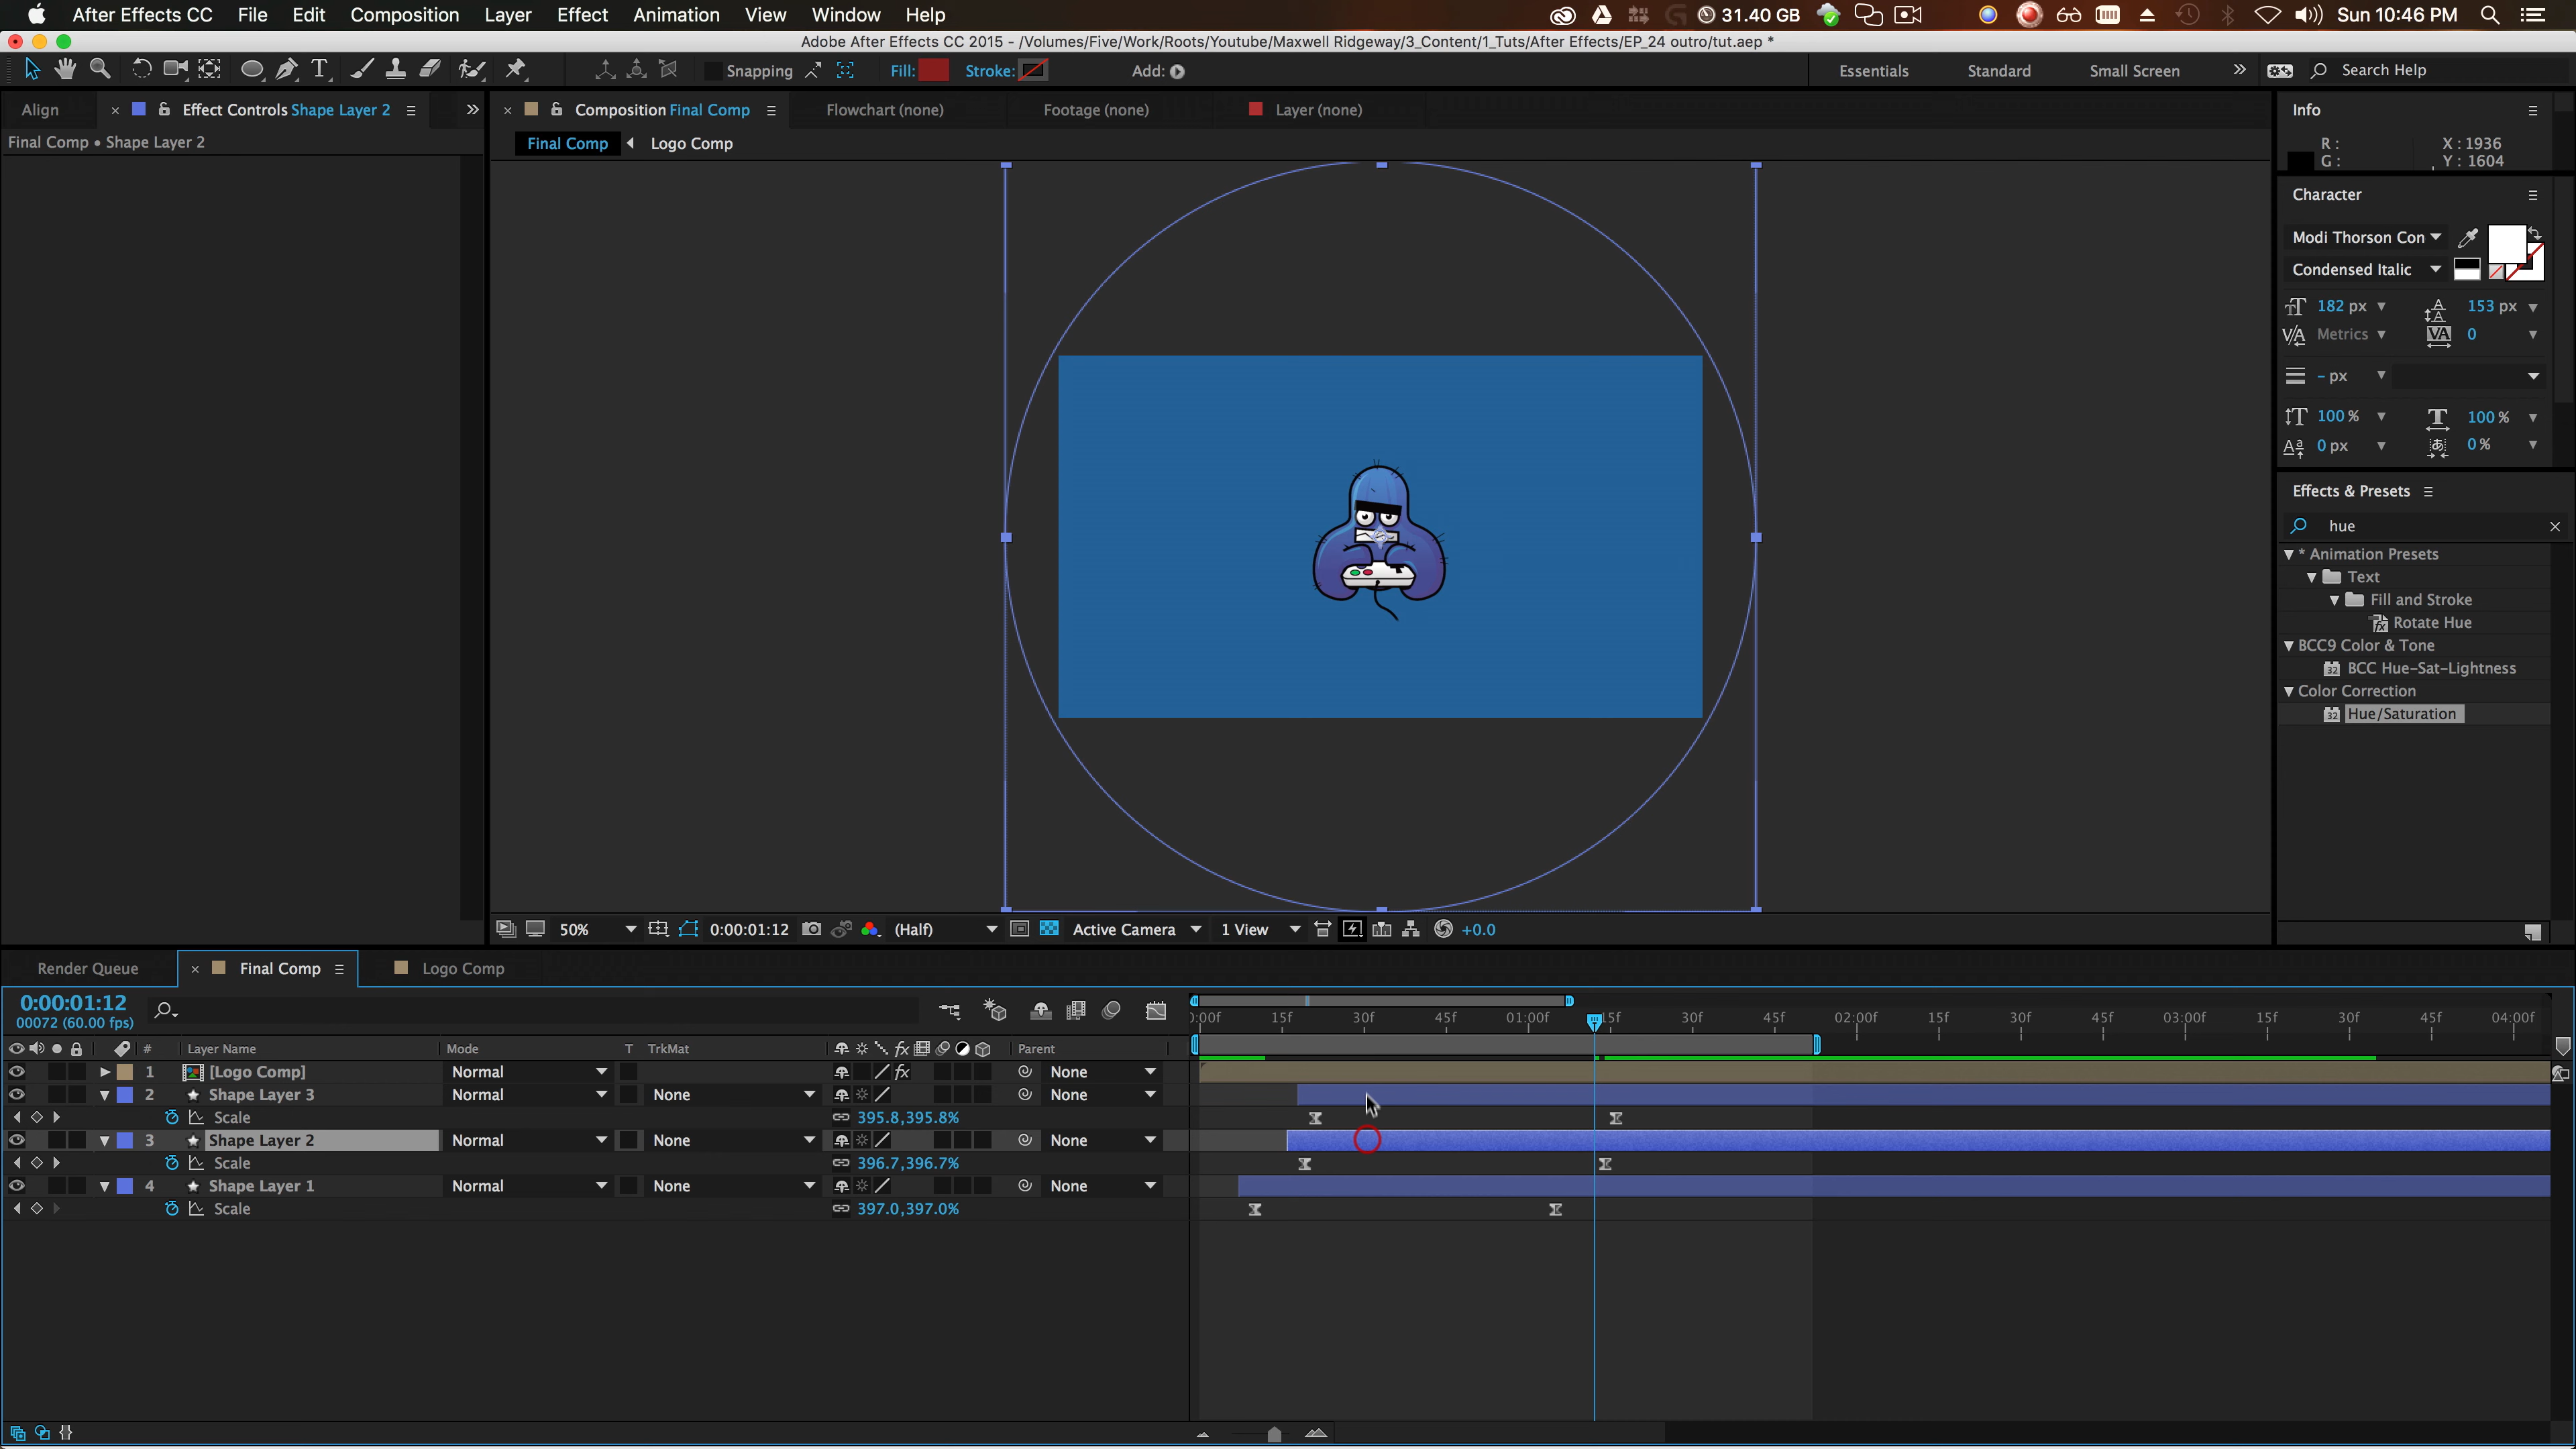 After Effects CC File Edit Composition Layer Effect Animation View Window Help 31.40 GB Sun 10:46 PM
Adobe After Effects CC 2015 - /Volumes/Five/Work/Roots/Youtube/Maxwell Ridgeway/3_Content/1_Tuts/After Effects/EP_24 outro/tut.aep *
Snapping Fill: Stroke: Add: Essentials Standard Small Screen Search Help
Align Effect Controls Shape Layer 2 Composition Final Comp Flowchart (none) Footage (none) Layer (none) Info
Final Comp • Shape Layer 2 Final Comp Logo Comp
R : X : 1936
G : Y : 1604
Character
Modi Thorson Con
Condensed Italic
182 px 153 px
Metrics 0
- px
100 % 100 %
0 px 0 %
Effects & Presets
hue
* Animation Presets
Text
Fill and Stroke
Rotate Hue
BCC9 Color & Tone
BCC Hue-Sat-Lightness
Color Correction
Hue/Saturation
50% 0:00:01:12 (Half) Active Camera 1 View +0.0
Render Queue Final Comp Logo Comp
0:00:01:12
00072 (60.00 fps)
0:00f 15f 30f 45f 01:00f 15f 30f 45f 02:00f 15f 30f 45f 03:00f 15f 30f 45f 04:00f
# Layer Name Mode T TrkMat fx Parent
1 [Logo Comp] Normal fx None
2 Shape Layer 3 Normal None None
Scale 395.8,395.8%
3 Shape Layer 2 Normal None None
Scale 396.7,396.7%
4 Shape Layer 1 Normal None None
Scale 397.0,397.0%